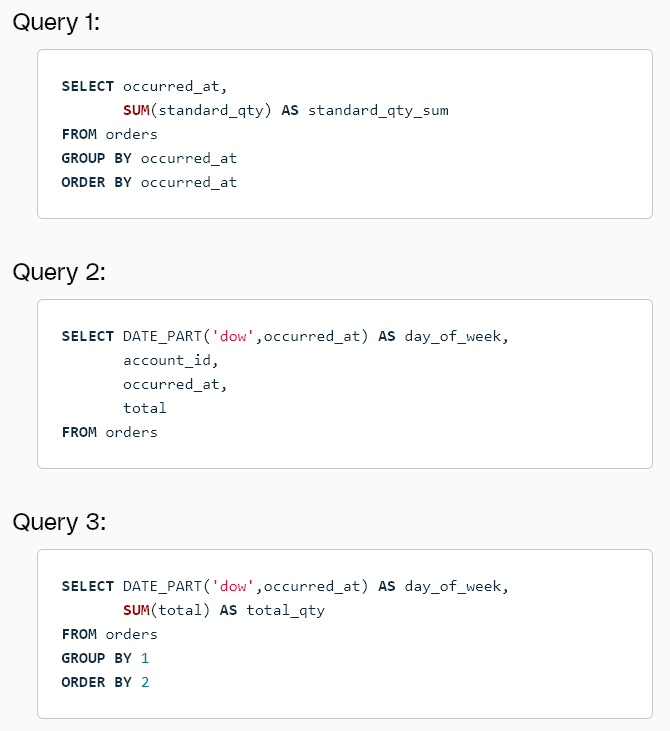 Query 1:
SELECT occurred_at,
       SUM(standard_qty) AS standard_qty_sum
FROM orders
GROUP BY occurred_at
ORDER BY occurred_at
Query 2:
SELECT DATE_PART('dow',occurred_at) AS day_of_week,
       account_id,
       occurred_at,
       total
FROM orders
Query 3:
SELECT DATE_PART('dow',occurred_at) AS day_of_week,
       SUM(total) AS total_qty
FROM orders
GROUP BY 1
ORDER BY 2